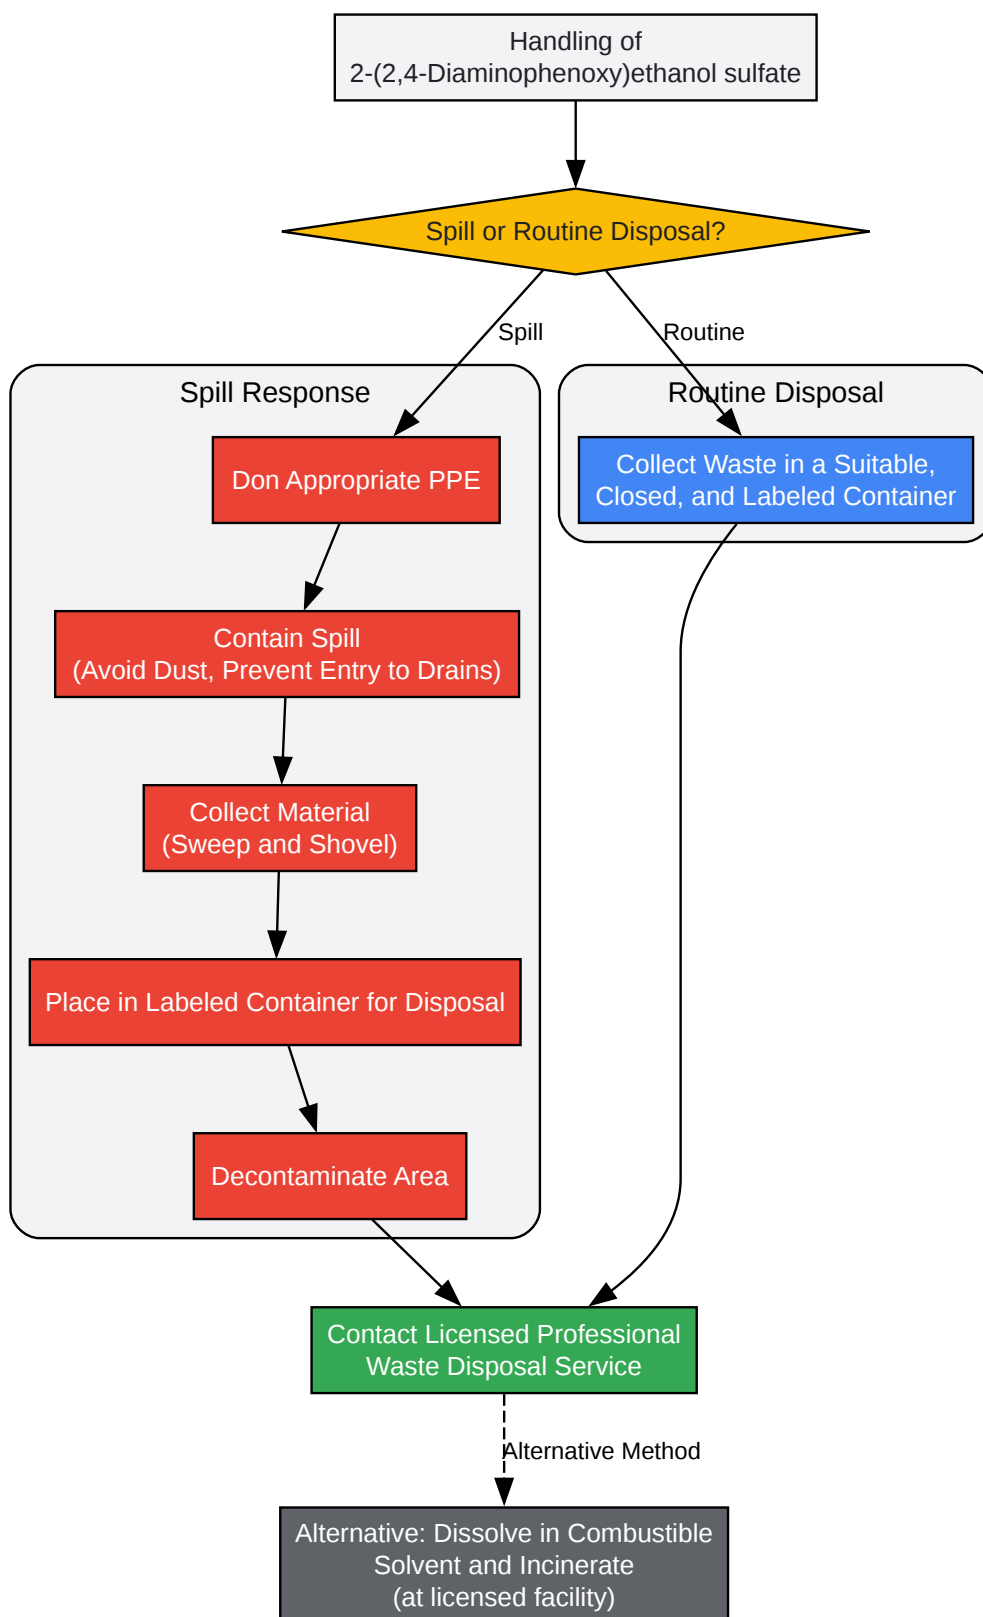 Handling of
2-(2,4-Diaminophenoxy)ethanol sulfate
Spill or Routine Disposal?
Spill
Routine
Spill Response
Routine Disposal
Don Appropriate PPE
Collect Waste in a Suitable,
Closed, and Labeled Container
Contain Spill
(Avoid Dust, Prevent Entry to Drains)
Collect Material
(Sweep and Shovel)
Place in Labeled Container for Disposal
Decontaminate Area
Contact Licensed Professional
Waste Disposal Service
Alternative Method
Alternative: Dissolve in Combustible
Solvent and Incinerate
(at licensed facility)